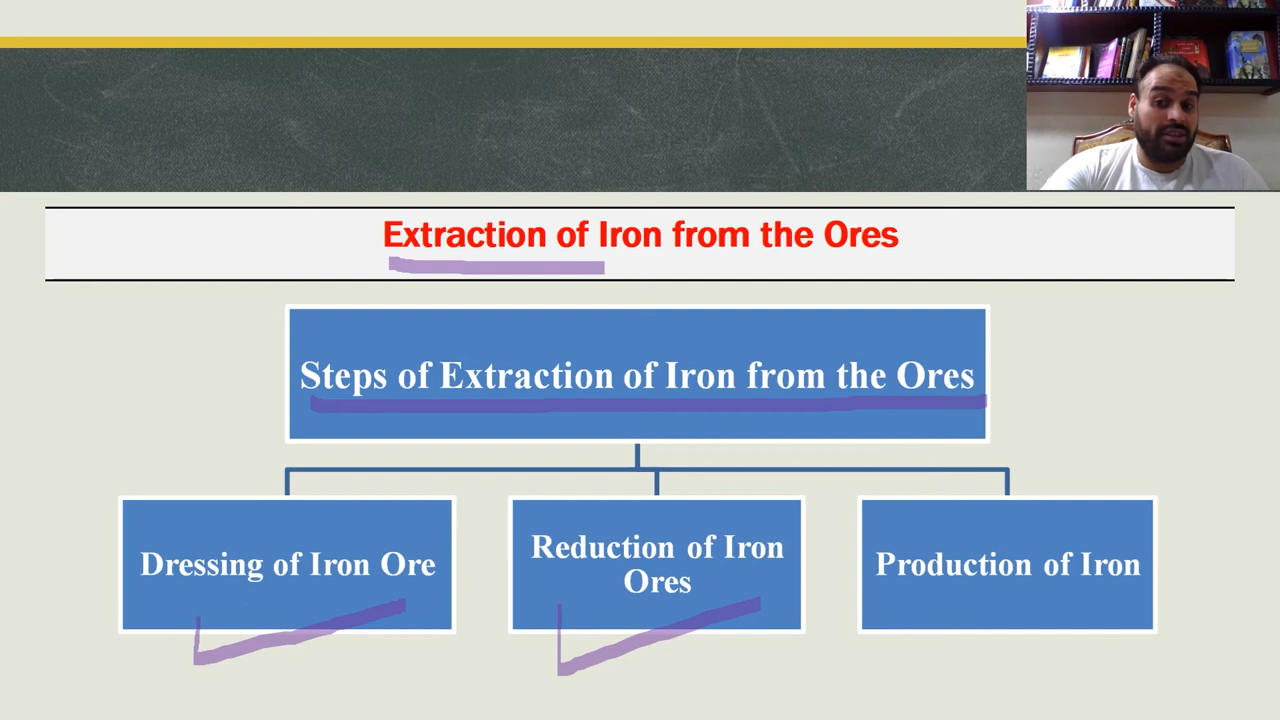 Extraction of Iron from the Ores
Steps of Extraction of Iron from the Ores
Dressing of Iron Ore
Reduction of Iron
Ores
Production of Iron